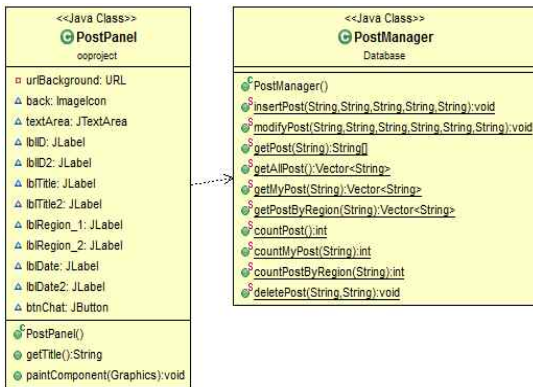 <<Java Class>>
PostPanel
ooproject
urlBackground: URL
back: ImageIcon
textArea: JTextArea
lblID: JLabel
lblID2: JLabel
lblTitle: JLabel
lblTitle2: JLabel
lblRegion_1: JLabel
lblRegion_2: JLabel
lblDate: JLabel
lblDate2: JLabel
btnChat: JButton
PostPanel()
getTitle():String
paintComponent(Graphics):void
<<Java Class>>
PostManager
Database
PostManager()
insertPost(String,String,String,String,String):void
modifyPost(String,String,String,String,String,String):void
getPost(String):String[]
getAllPost():Vector<String>
getMyPost(String):Vector<String>
getPostByRegion(String):Vector<String>
countPost():int
countMyPost(String):int
countPostByRegion(String):int
deletePost(String,String):void